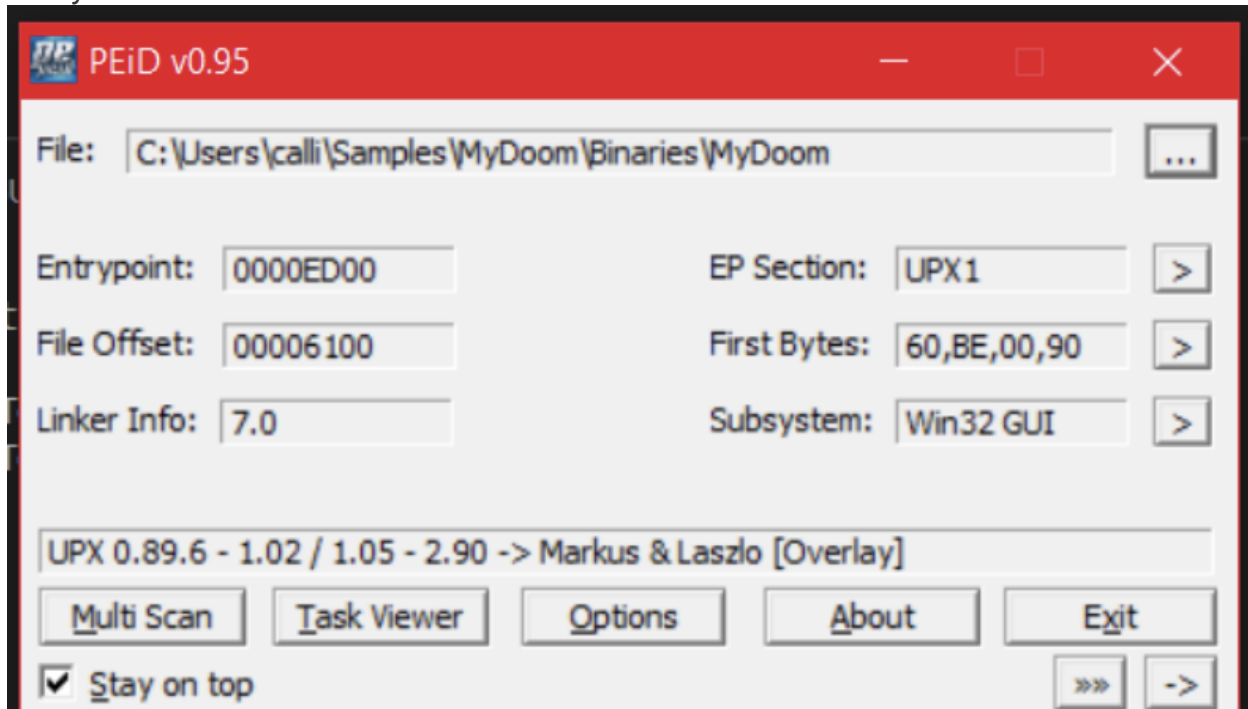 PEiD v0.95
File: C:\Users\calli\Samples\MyDoom\Binaries\MyDoom ...
Entrypoint: 0000ED00 EP Section: UPX1 >
File Offset: 00006100 First Bytes: 60,BE,00,90 >
Linker Info: 7.0 Subsystem: Win32 GUI >
UPX 0.89.6 - 1.02 / 1.05 - 2.90 -> Markus & Laszlo [Overlay]
Multi Scan Task Viewer Options About Exit
Stay on top »» ->